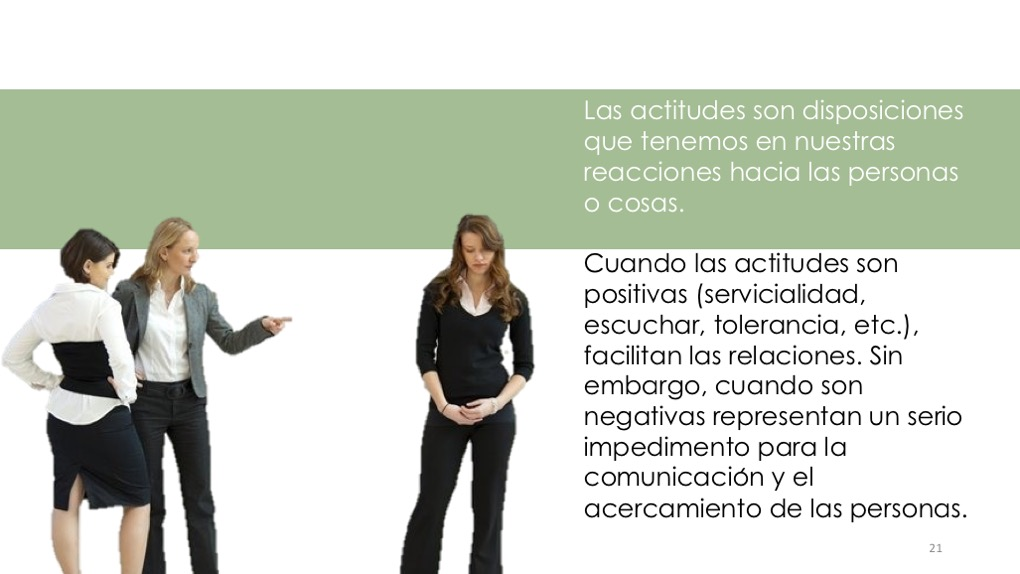 Las actitudes son disposiciones
que tenemos en nuestras
reacciones hacia las personas
o cosas.
Cuando las actitudes son
positivas (servicialidad,
escuchar, tolerancia, etc.),
facilitan las relaciones. Sin
embargo, cuando son
negativas representan un serio
impedimento para la
comunicación y el
acercamiento de las personas.
21